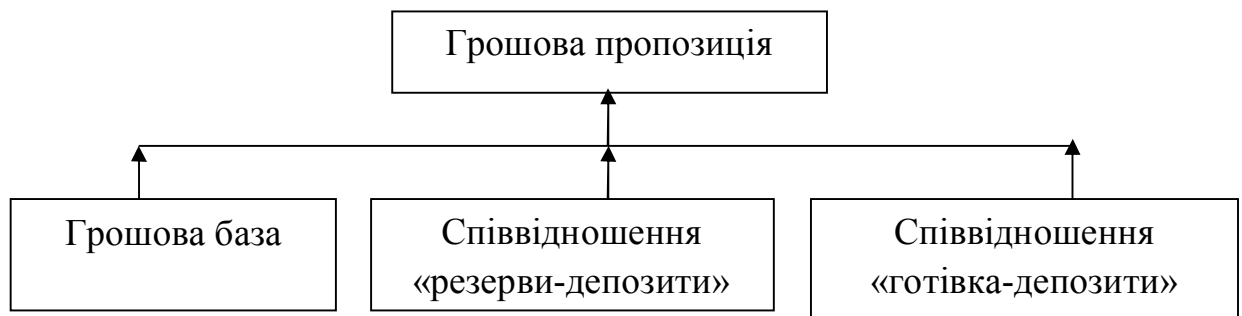 Грошова пропозиція
Грошова база
Співвідношення
«резерви-депозити»
Співвідношення
«готівка-депозити»